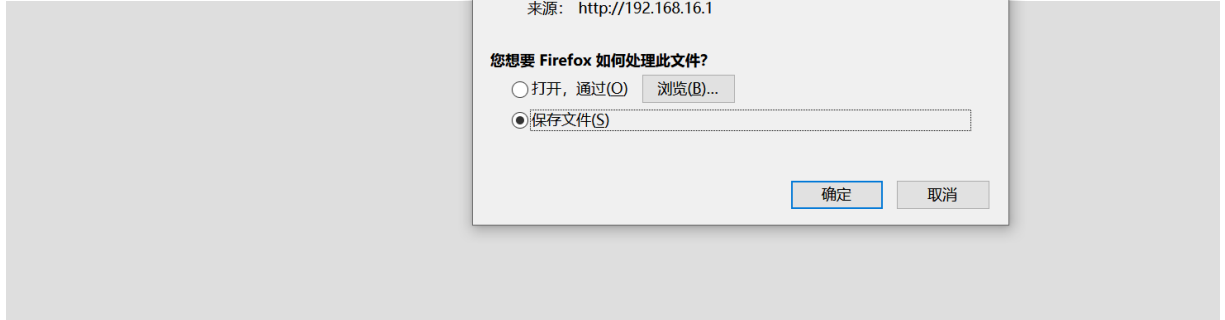 来源： http://192.168.16.1
您想要 Firefox 如何处理此文件?
打开，通过(O) 浏览(B)...
保存文件(S)
确定 取消